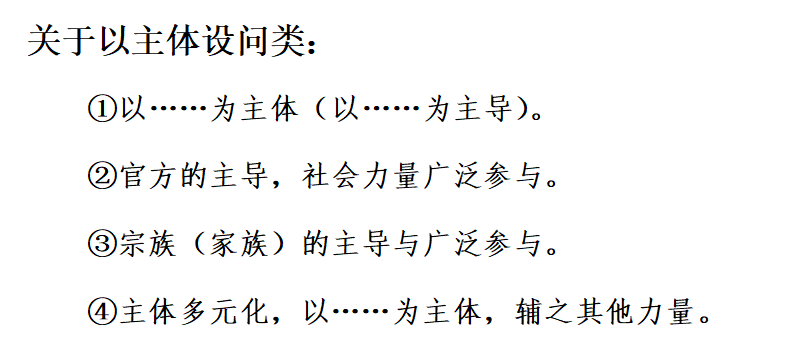 关于以主体设问类：
①以……为主体（以……为主导）。
②官方的主导，社会力量广泛参与。
③宗族（家族）的主导与广泛参与。
④主体多元化，以……为主体，辅之其他力量。